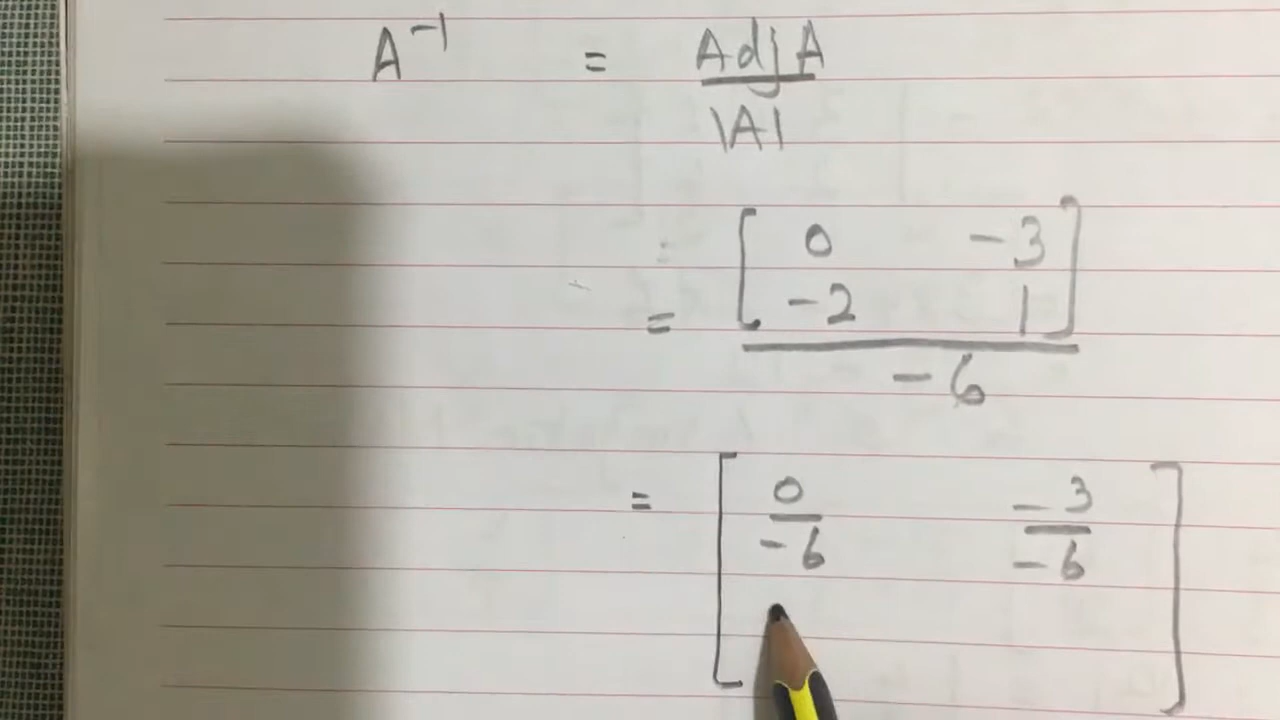 A⁻¹ = Adj A
|A|
0 -3
= -2 1
-6
= 0 -3
-6 -6